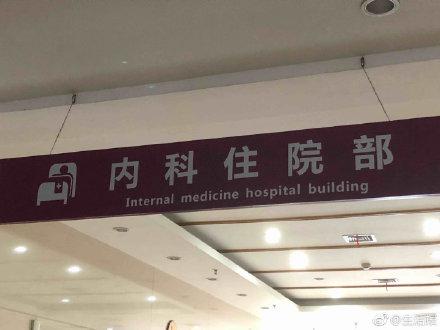 内科住院部
Internal medicine hospital building